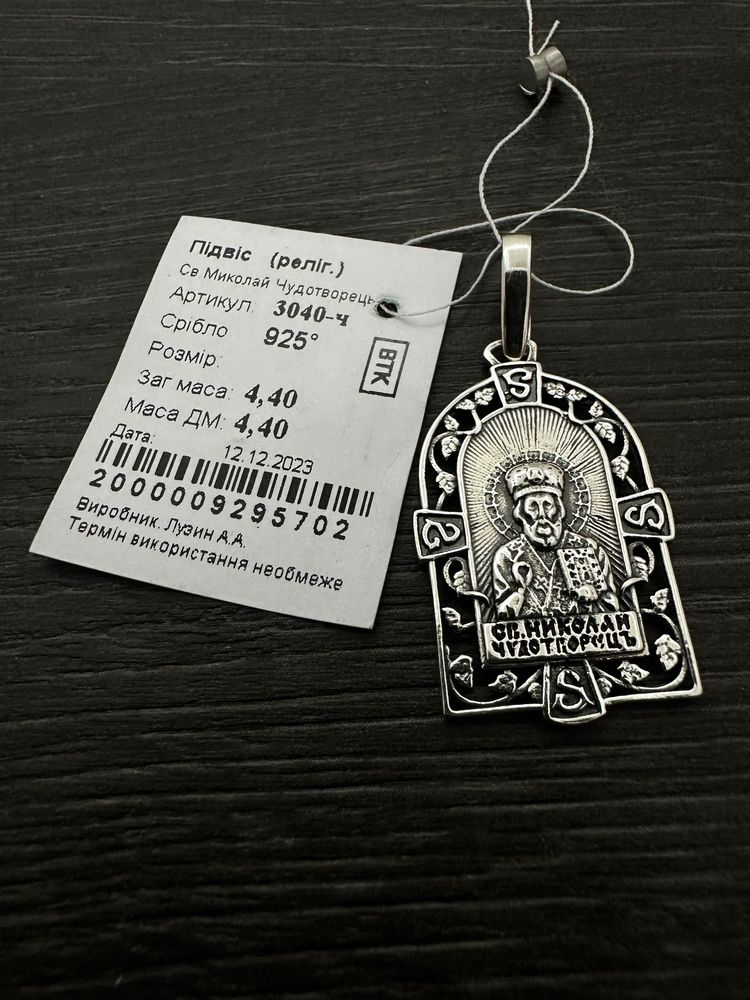 Підвіс (реліг.)
Св Миколай Чудотворець
Артикул. 3040-ч
Срібло 925°
Розмір:
ВТК
Заг маса: 4,40
Маса ДМ: 4,40
Дата: 12.12.2023
2000009295702
Виробник. Лузин А.А.
Термін використання необмеже
СВ.НИКОЛАИ
ЧУДОТВОРЕЦЪ